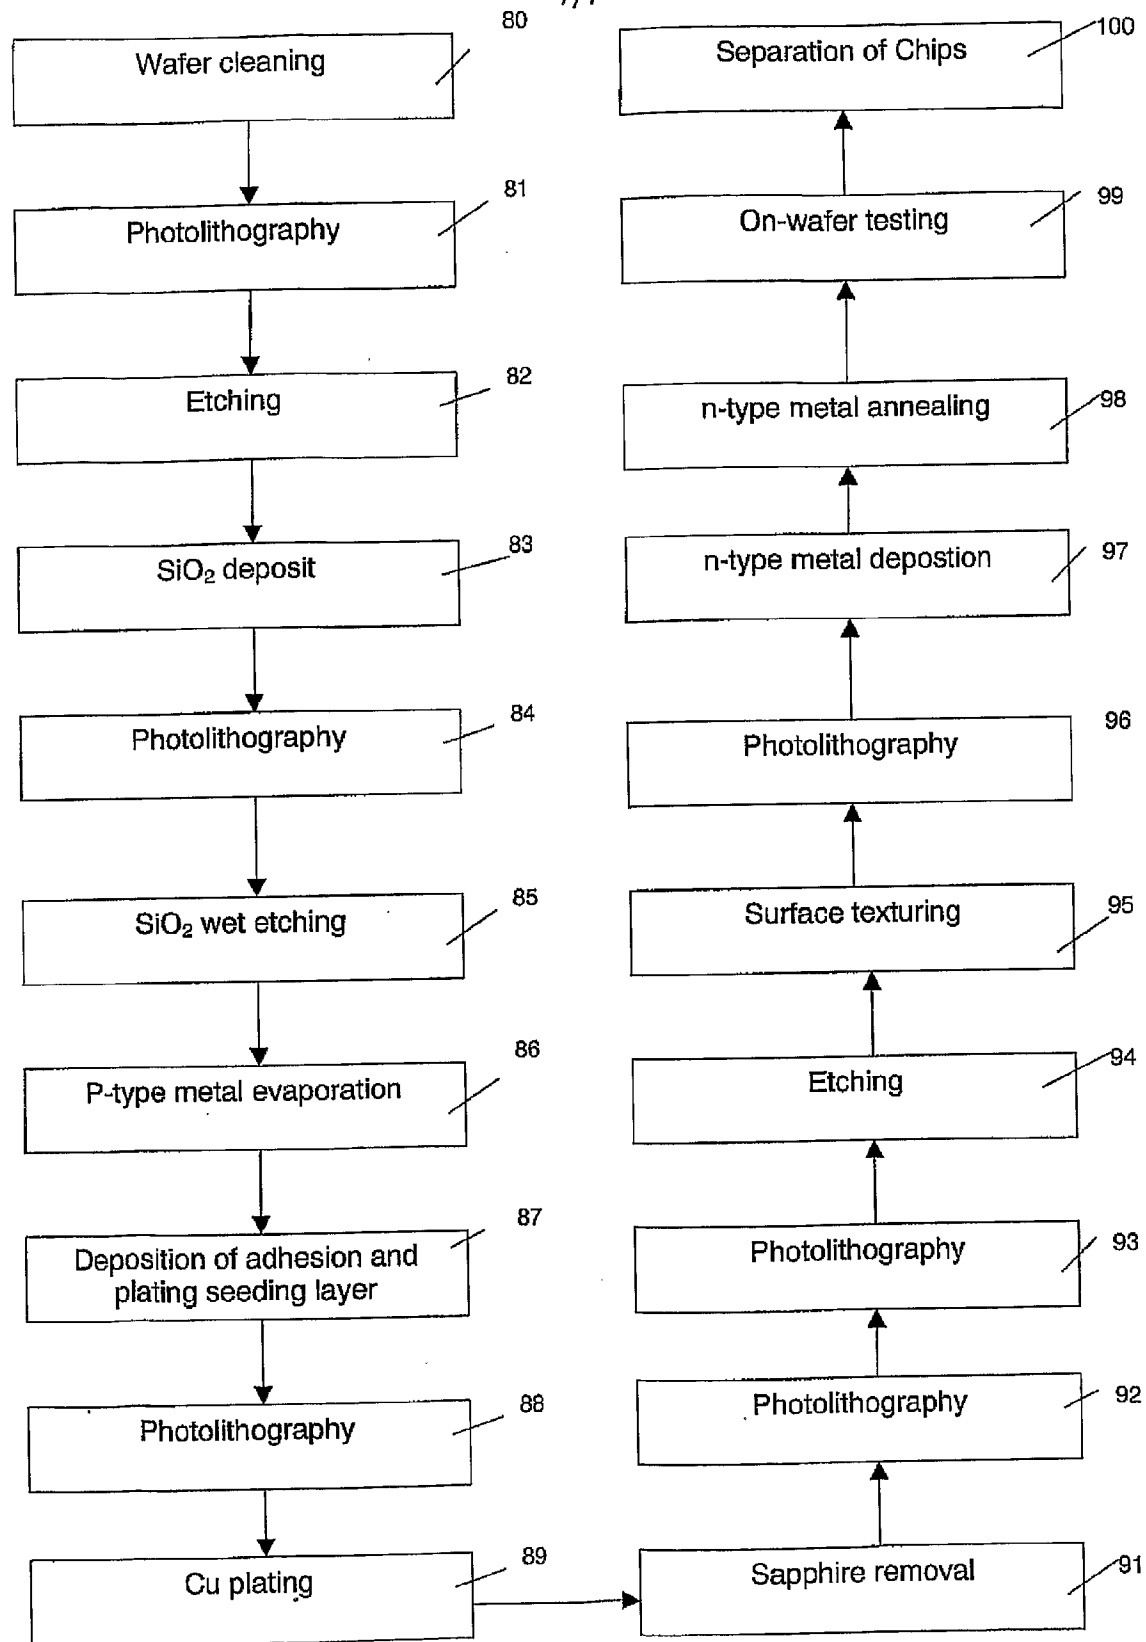 80
Wafer cleaning
81
Photolithography
82
Etching
83
SiO₂ deposit
84
Photolithography
85
SiO₂ wet etching
86
P-type metal evaporation
87
Deposition of adhesion and
plating seeding layer
88
Photolithography
89
Cu plating
100
Separation of Chips
99
On-wafer testing
98
n-type metal annealing
97
n-type metal depostion
96
Photolithography
95
Surface texturing
94
Etching
93
Photolithography
92
Photolithography
91
Sapphire removal